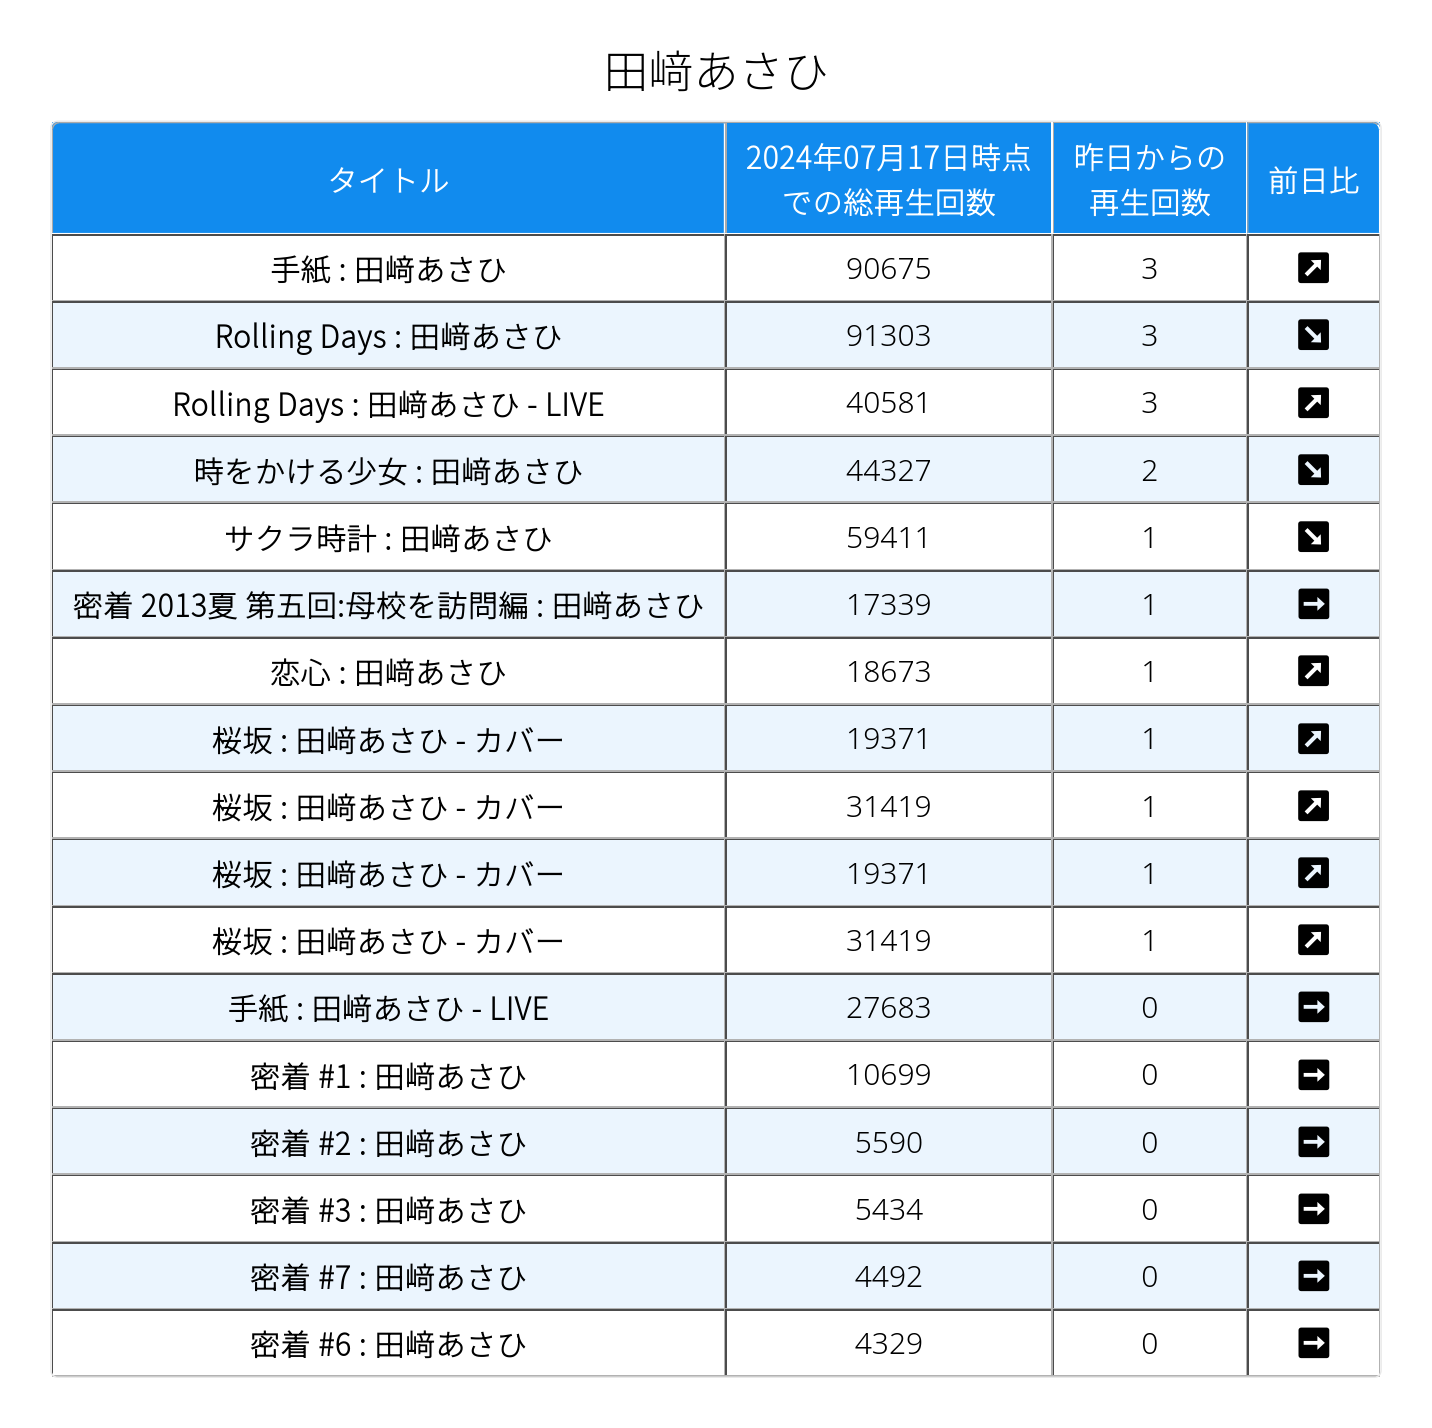 田﨑あさひ
タイトル 2024年07月17日時点での総再生回数 昨日からの再生回数 前日比
手紙 : 田﨑あさひ 90675 3 ↗
Rolling Days : 田﨑あさひ 91303 3 ↘
Rolling Days : 田﨑あさひ - LIVE 40581 3 ↗
時をかける少女 : 田﨑あさひ 44327 2 ↘
サクラ時計 : 田﨑あさひ 59411 1 ↘
密着 2013夏 第五回:母校を訪問編 : 田﨑あさひ 17339 1 →
恋心 : 田﨑あさひ 18673 1 ↗
桜坂 : 田﨑あさひ - カバー 19371 1 ↗
桜坂 : 田﨑あさひ - カバー 31419 1 ↗
桜坂 : 田﨑あさひ - カバー 19371 1 ↗
桜坂 : 田﨑あさひ - カバー 31419 1 ↗
手紙 : 田﨑あさひ - LIVE 27683 0 →
密着 #1 : 田﨑あさひ 10699 0 →
密着 #2 : 田﨑あさひ 5590 0 →
密着 #3 : 田﨑あさひ 5434 0 →
密着 #7 : 田﨑あさひ 4492 0 →
密着 #6 : 田﨑あさひ 4329 0 →